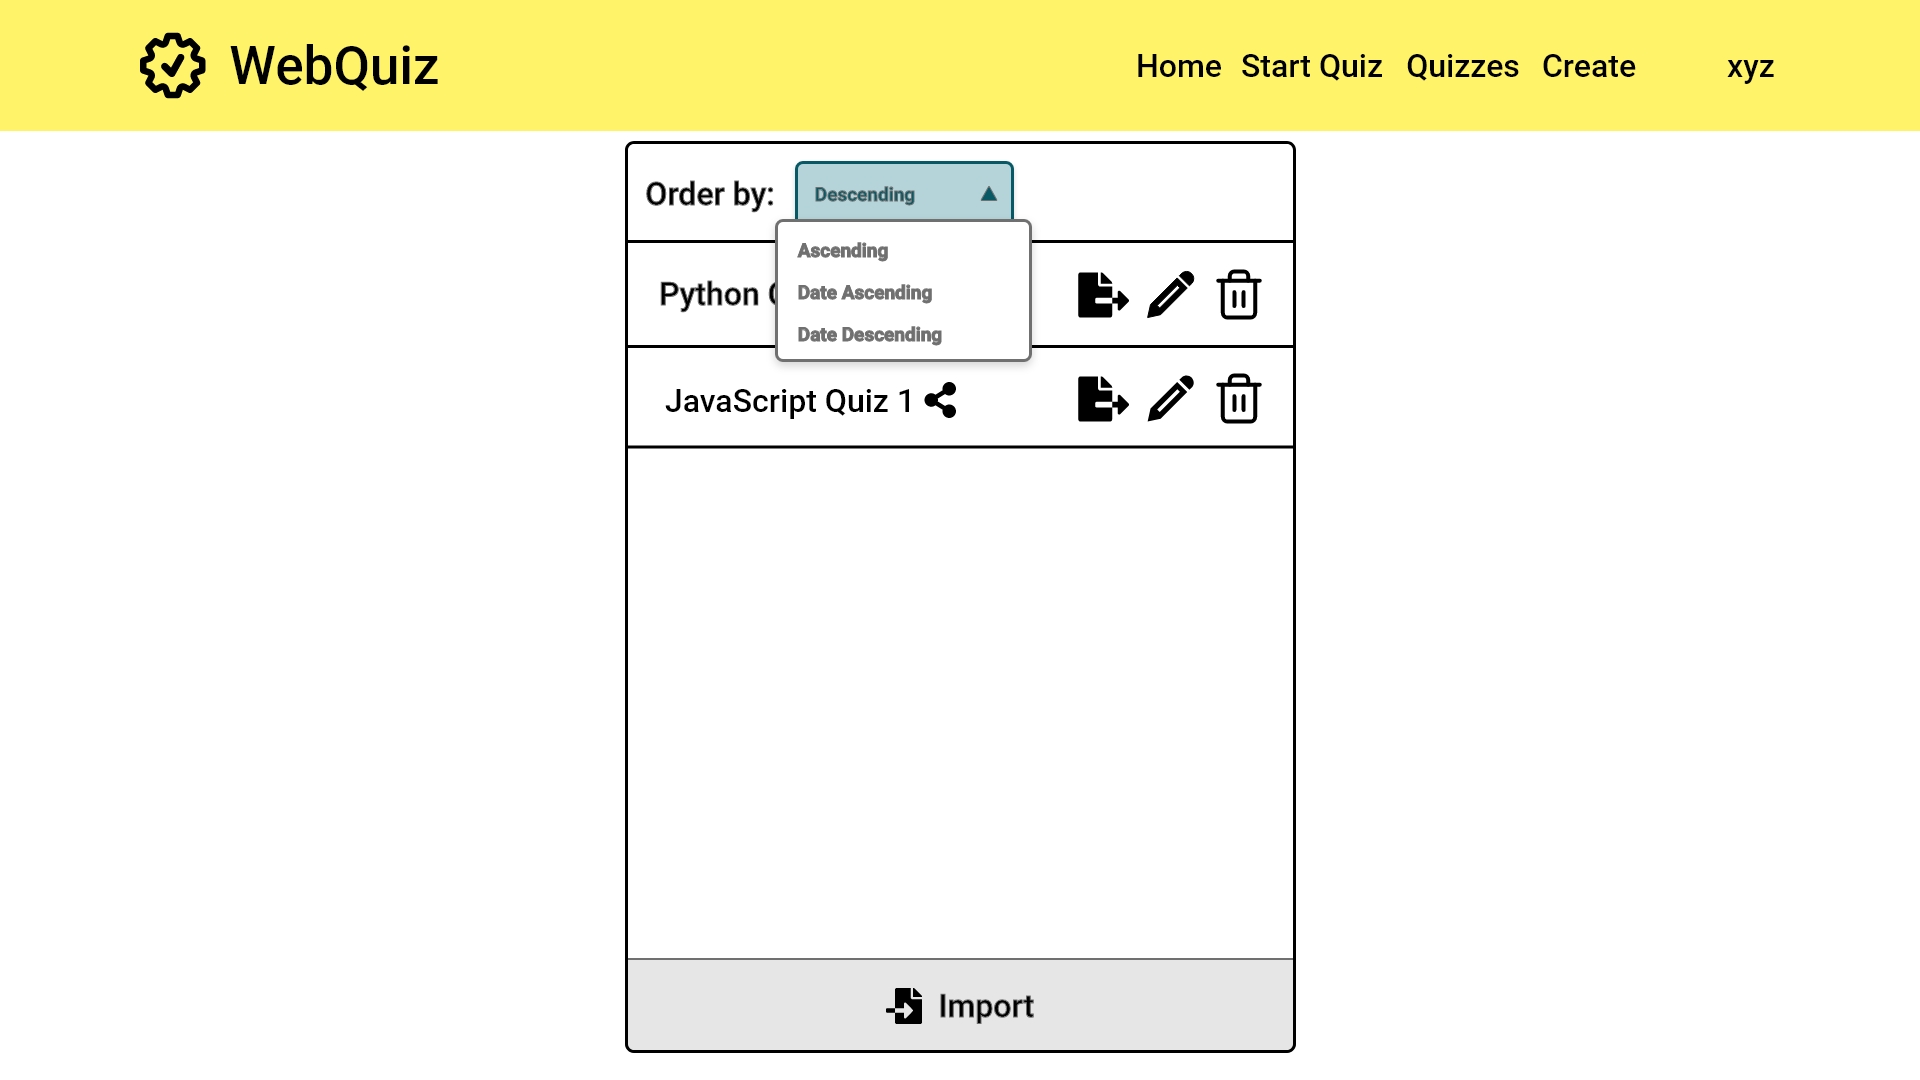 WebQuiz
Home Start Quiz Quizzes Create xyz
Order by: Descending
Ascending
Date Ascending
Date Descending
Python
JavaScript Quiz 1
Import